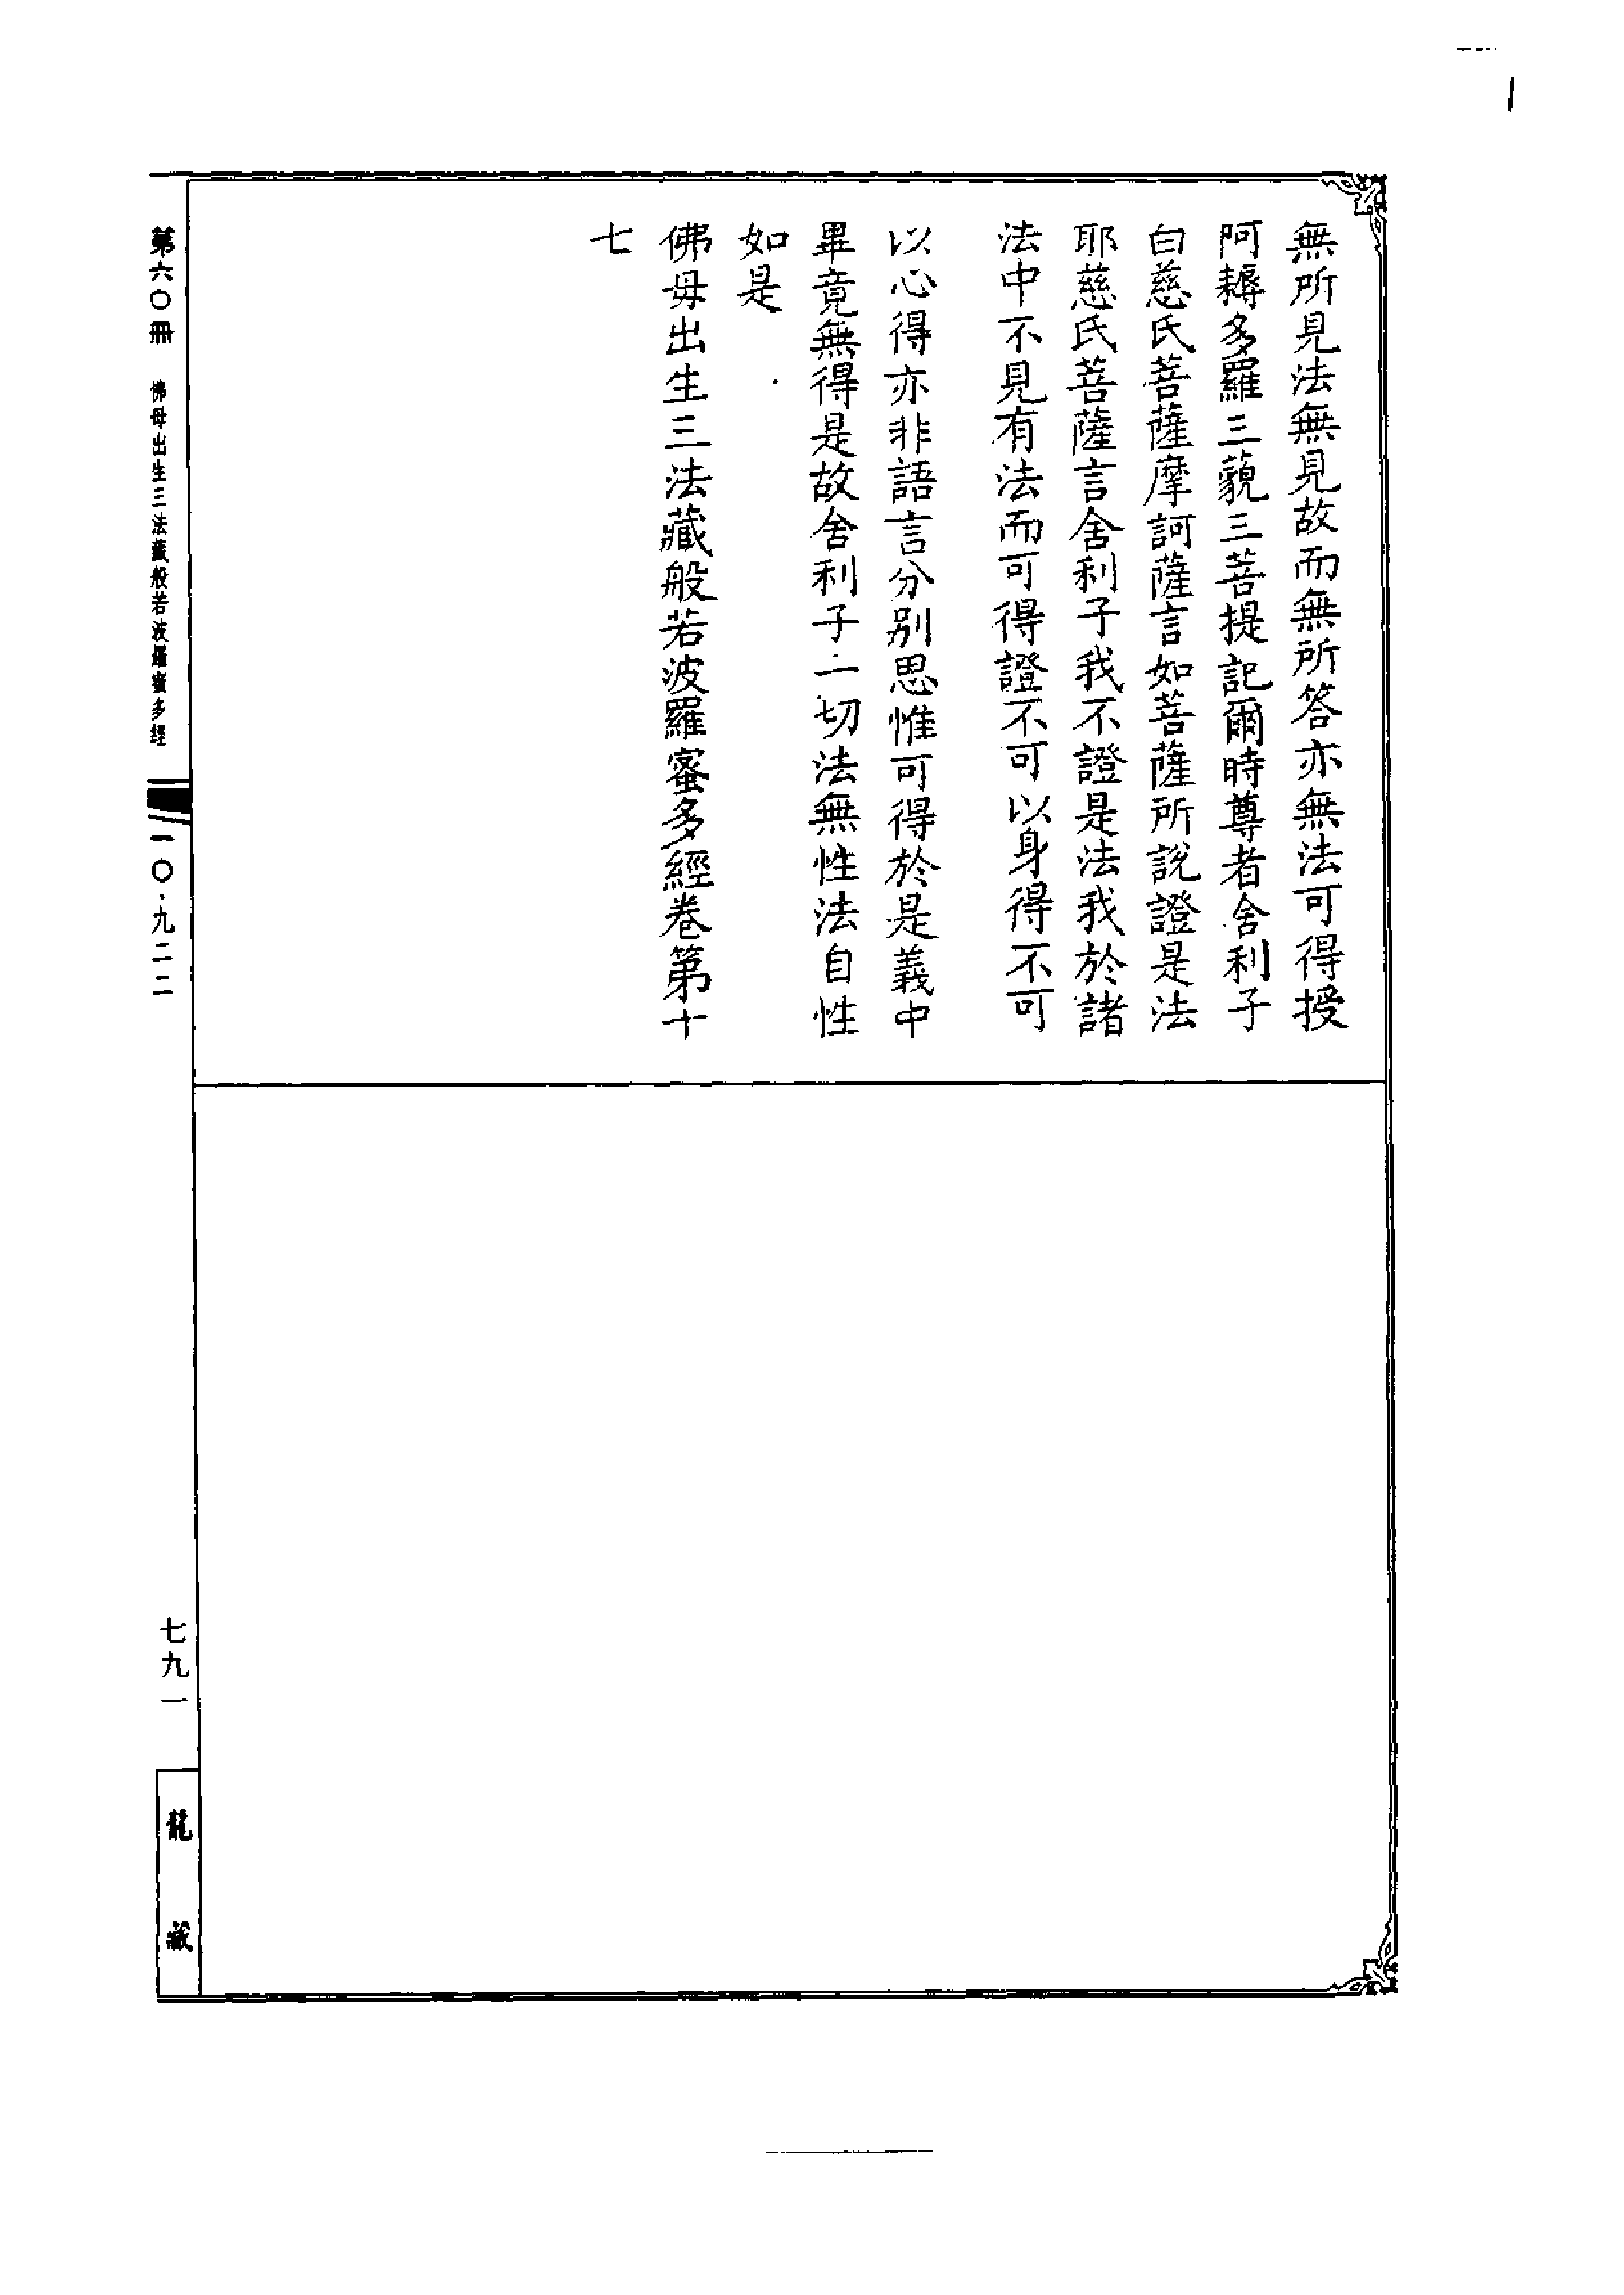 無所見法無見故而無所答亦無法可得授
阿耨多羅三藐三菩提記爾時尊者舍利子
白慈氏菩薩摩訶薩言如菩薩所說證是法
耶慈氏菩薩言舍利子我不證是法我於諸
法中不見有法而可得證不可以身得不可
以心得亦非語言分別思惟可得於是義中
畢竟無得是故舍利子一切法無性法自性
如是
佛母出生三法藏般若波羅蜜多經卷第十
七
第六〇冊 佛母出生三法藏般若波羅蜜多經
一〇·九二二
七九一
龍藏